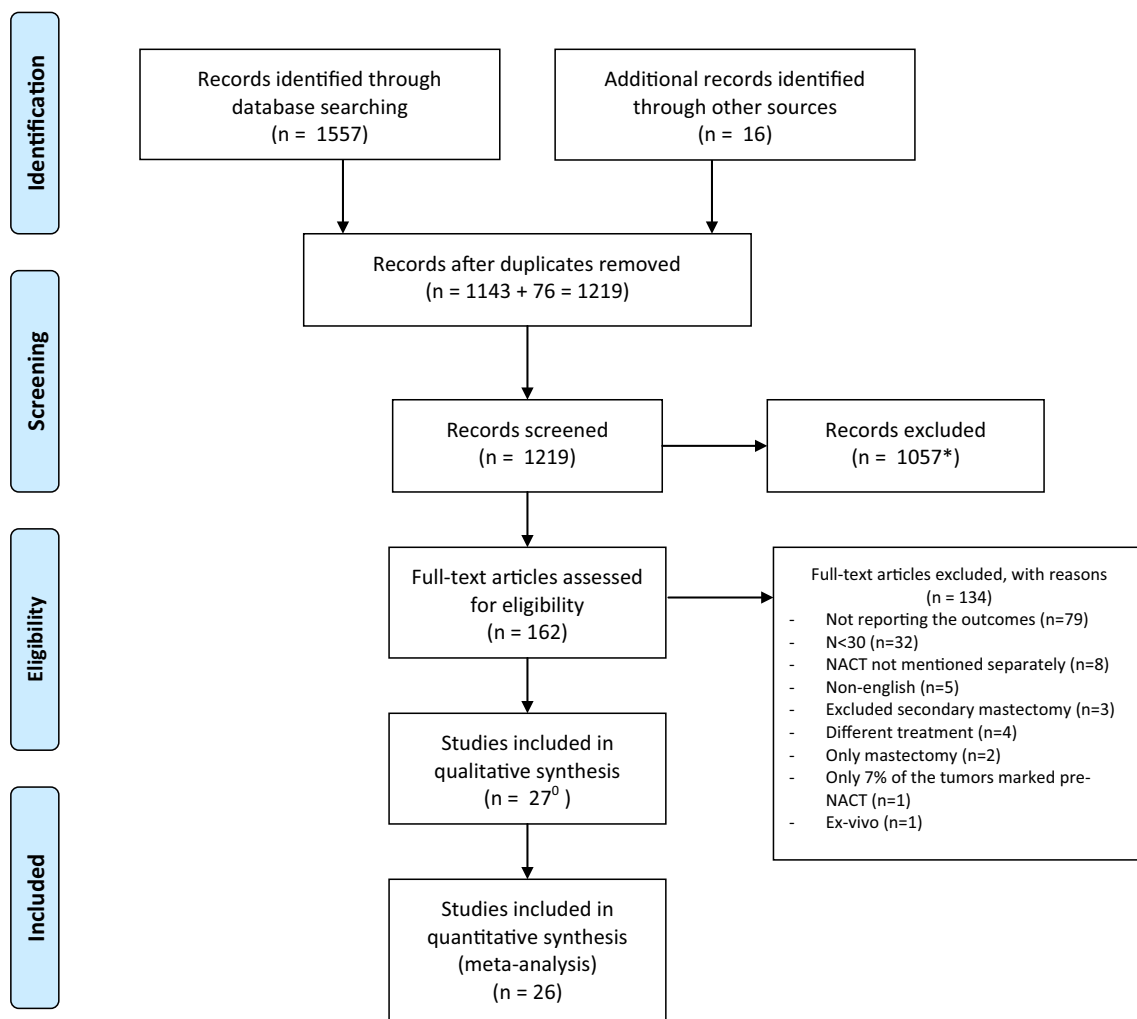 Identification
Records identified through
database searching
(n = 1557)
Additional records identified
through other sources
(n = 16)
Screening
Records after duplicates removed
(n = 1143 + 76 = 1219)
Records screened
(n = 1219)
Records excluded
(n = 1057*)
Eligibility
Full-text articles assessed
for eligibility
(n = 162)
Full-text articles excluded, with reasons
(n = 134)
- Not reporting the outcomes (n=79)
- N<30 (n=32)
- NACT not mentioned separately (n=8)
- Non-english (n=5)
- Excluded secondary mastectomy (n=3)
- Different treatment (n=4)
- Only mastectomy (n=2)
- Only 7% of the tumors marked pre-
NACT (n=1)
- Ex-vivo (n=1)
Studies included in
qualitative synthesis
(n = 27⁰ )
Included
Studies included in
quantitative synthesis
(meta-analysis)
(n = 26)